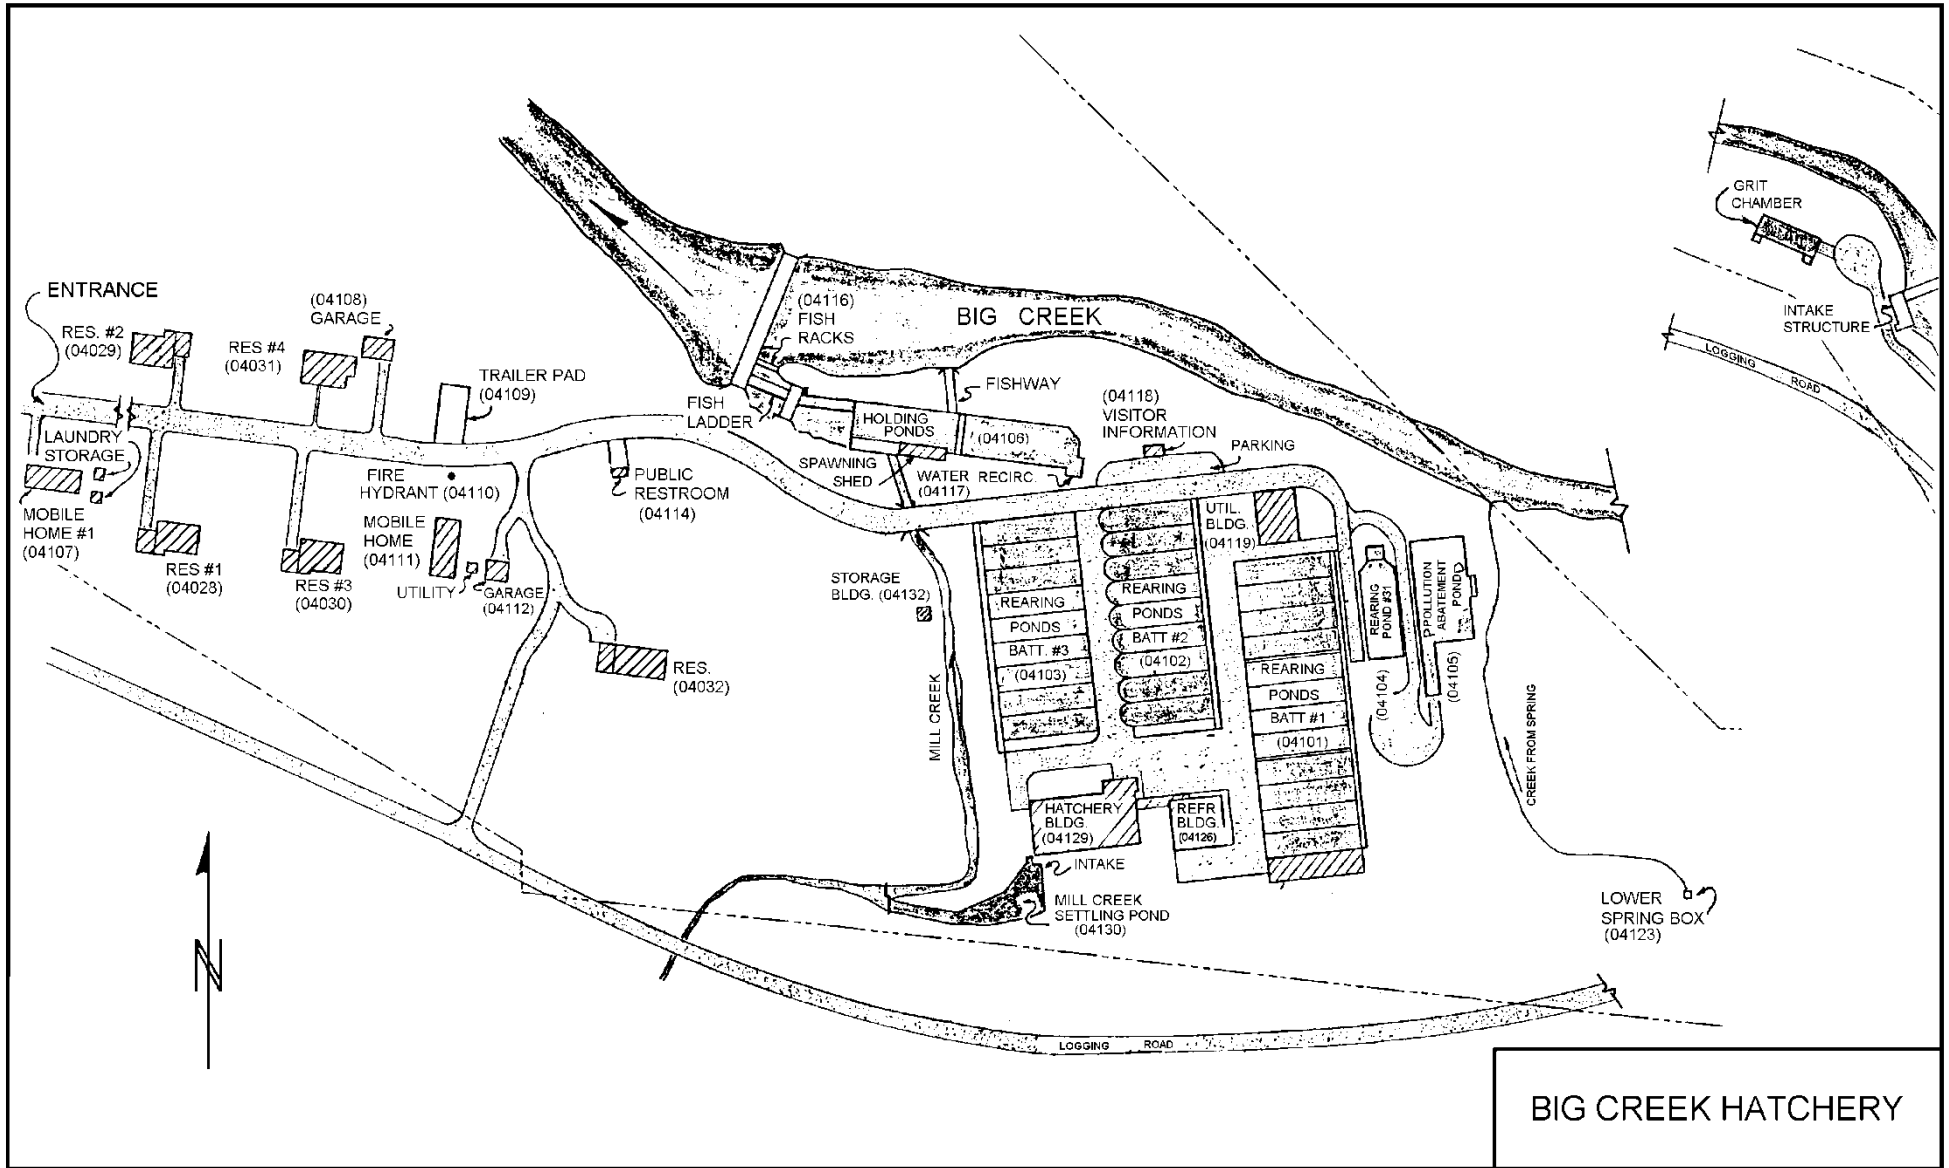 ENTRANCE
RES. #2
(04029)
(04108)
GARAGE
RES #4
(04031)
TRAILER PAD
(04109)
LAUNDRY
STORAGE
MOBILE
HOME #1
(04107)
RES #1
(04028)
RES #3
(04030)
FIRE
HYDRANT (04110)
MOBILE
HOME
(04111)
UTILITY
GARAGE
(04112)
PUBLIC
RESTROOM
(04114)
RES.
(04032)
(04116)
FISH
RACKS
BIG CREEK
FISH
LADDER
FISHWAY
HOLDING
PONDS
(04106)
SPAWNING
SHED
WATER RECIRC.
(04117)
(04118)
VISITOR
INFORMATION
PARKING
UTIL.
BLDG.
(04119)
STORAGE
BLDG. (04132)
MILL CREEK
REARING
PONDS
BATT. #3
(04103)
REARING
PONDS
BATT #2
(04102)
REARING
PONDS
BATT #1
(04101)
REARING
POND #31
(04104)
POLLUTION
ABATEMENT
POND
(04105)
CREEK FROM SPRING
HATCHERY
BLDG.
(04129)
REFR
BLDG.
(04126)
INTAKE
MILL CREEK
SETTLING POND
(04130)
LOWER
SPRING BOX
(04123)
GRIT
CHAMBER
INTAKE
STRUCTURE
LOGGING ROAD
LOGGING ROAD
N
BIG CREEK HATCHERY